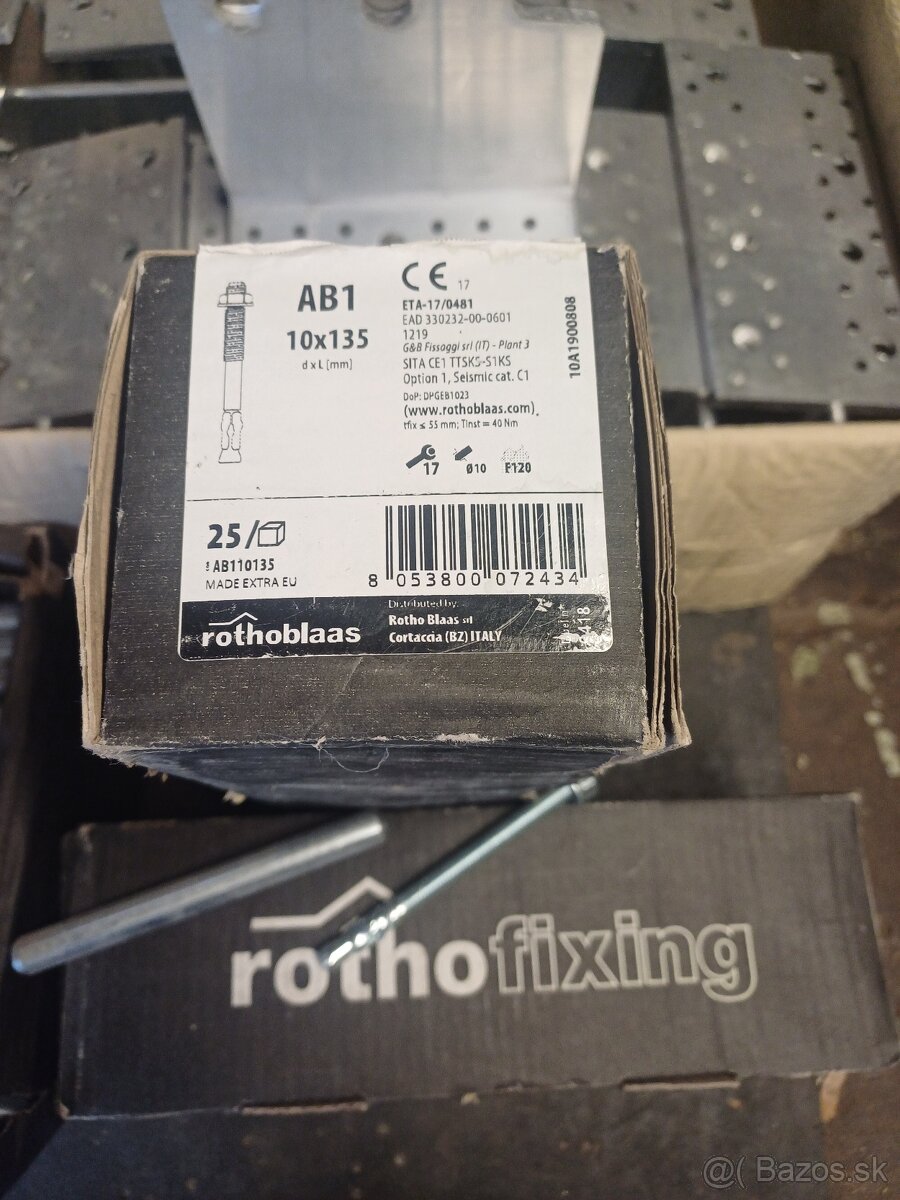 AB1
10x135
d x L [mm]
CE 17
ETA-17/0481
EAD 330232-00-0601
1219
G&B Fissaggi srl (IT) - Plant 3
SITA CE1 TTSKS-S1KS
Option 1, Seismic cat. C1
DoP: DPGEB1023
(www.rothoblaas.com)
tfix ≤ 55 mm; Tinst = 40 Nm
17 Ø10 F120
10A1900808
25/
AB110135
MADE EXTRA EU
8 053800 072434
rothoblaas
Distributed by:
Rotho Blaas srl
Cortaccia (BZ) ITALY
rothofixing
@( Bazos.sk